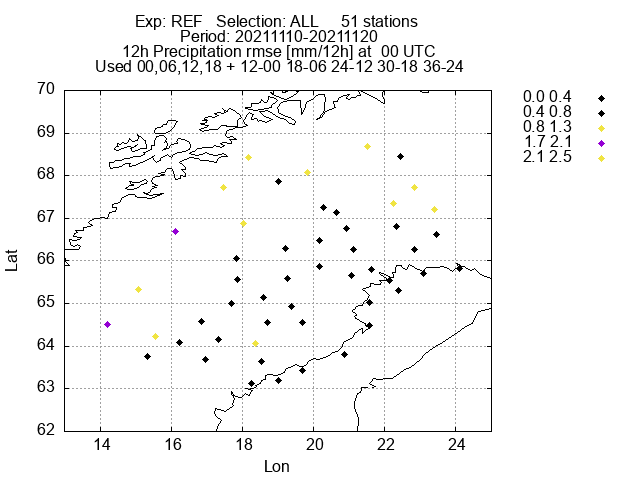 Exp: REF Selection: ALL 51 stations
Period: 20211110-20211120
12h Precipitation rmse [mm/12h] at 00 UTC
Used 00,06,12,18 + 12-00 18-06 24-12 30-18 36-24
0.0 0.4
0.4 0.8
0.8 1.3
1.7 2.1
2.1 2.5
70
69
68
67
66
65
64
63
62
Lat
14 16 18 20 22 24
Lon